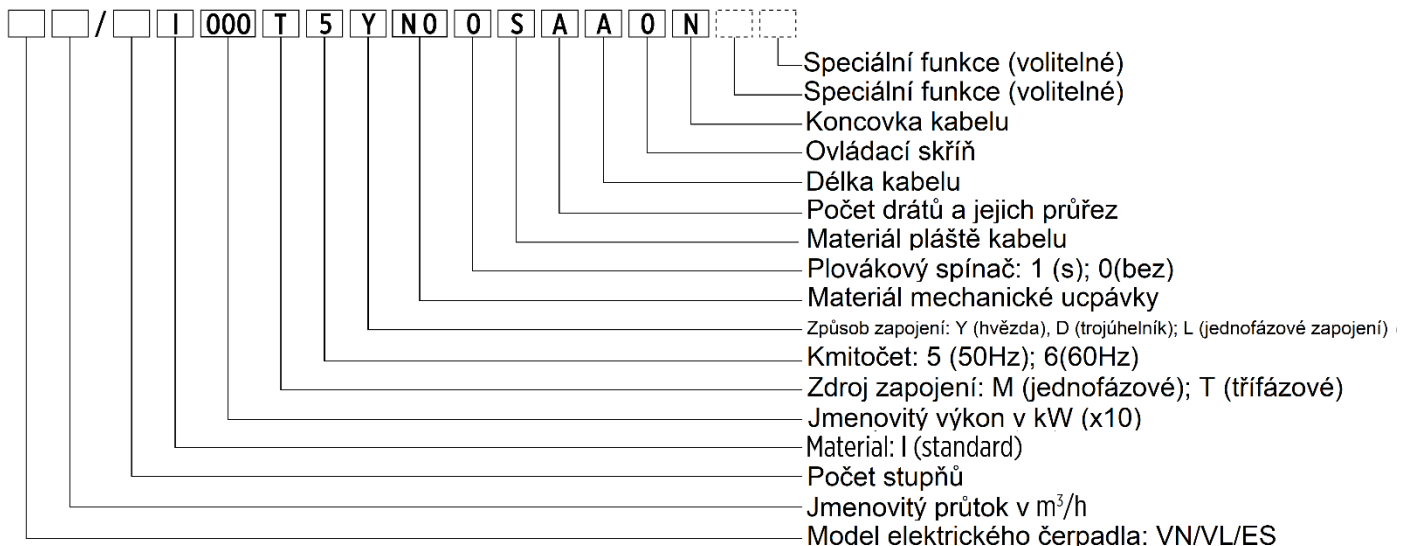 / I 000 T 5 Y N0 0 S A A 0 N
Speciální funkce (volitelné)
Speciální funkce (volitelné)
Koncovka kabelu
Ovládací skříň
Délka kabelu
Počet drátů a jejich průřez
Materiál pláště kabelu
Plovákový spínač: 1 (s); 0(bez)
Materiál mechanické ucpávky
Způsob zapojení: Y (hvězda), D (trojúhelník); L (jednofázové zapojení)
Kmitočet: 5 (50Hz); 6(60Hz)
Zdroj zapojení: M (jednofázové); T (třífázové)
Jmenovitý výkon v kW (x10)
Material: I (standard)
Počet stupňů
Jmenovitý průtok v m³/h
Model elektrického čerpadla: VN/VL/ES